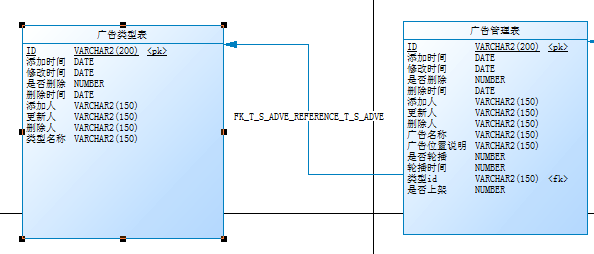 广告类型表
ID VARCHAR2(200) <pk>
添加时间 DATE
修改时间 DATE
是否删除 NUMBER
删除时间 DATE
添加人 VARCHAR2(150)
更新人 VARCHAR2(150)
删除人 VARCHAR2(150)
类型名称 VARCHAR2(150)
FK_T_S_ADVE_REFERENCE_T_S_ADVE
广告管理表
ID VARCHAR2(200) <pk>
添加时间 DATE
修改时间 DATE
是否删除 NUMBER
删除时间 DATE
添加人 VARCHAR2(150)
更新人 VARCHAR2(150)
删除人 VARCHAR2(150)
广告名称 VARCHAR2(150)
广告位置说明 VARCHAR2(150)
是否轮播 NUMBER
轮播时间 NUMBER
类型id VARCHAR2(150) <fk>
是否上架 NUMBER